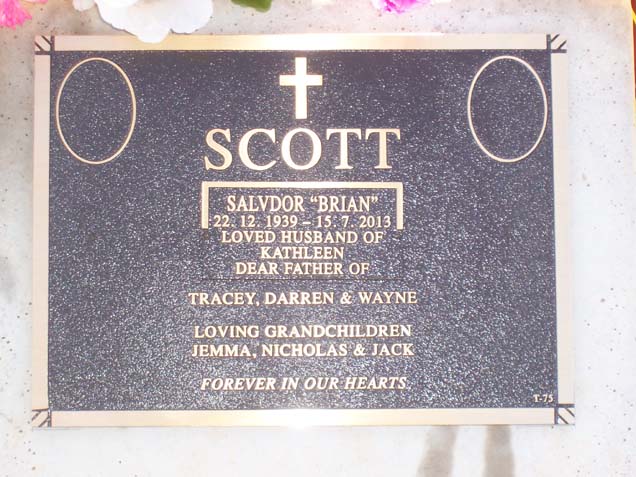 SCOTT
SALVDOR "BRIAN"
22. 12. 1939 – 15. 7. 2013
LOVED HUSBAND OF
KATHLEEN
DEAR FATHER OF
TRACEY, DARREN & WAYNE
LOVING GRANDCHILDREN
JEMMA, NICHOLAS & JACK
FOREVER IN OUR HEARTS.
T-75